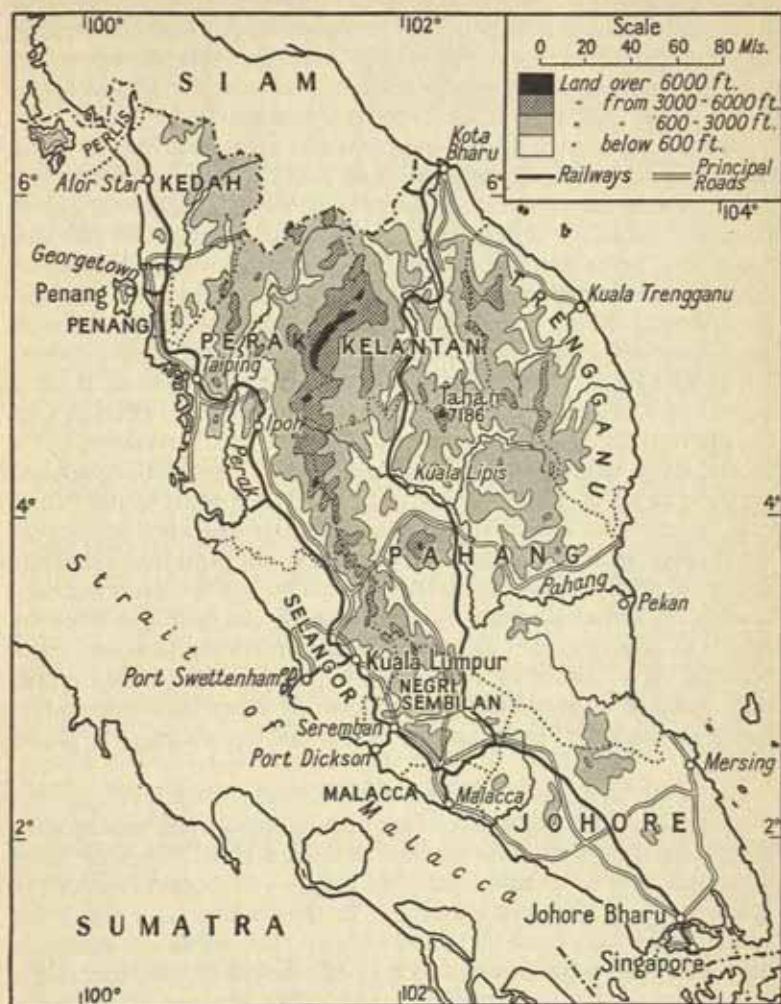 100°
102°
Scale
0 20 40 60 80 Mls.
Land over 6000 ft.
" from 3000-6000 ft.
" " 600-3000 ft.
" below 600 ft.
Railways
Principal Roads
SIAM
PERLIS
Kota Bharu
Alor Star
KEDAH
6°
6°
104°
Georgetown
Penang
PENANG
Kuala Trengganu
TRENGGANU
PERAK
KELANTAN
Taiping
Tahan
7186
Ipoh
Perak
Kuala Lipis
4°
4°
PAHANG
Pahang
Pekan
Strait of Malacca
SELANGOR
Kuala Lumpur
Port Swettenham
NEGRI
SEMBILAN
Seremban
Port Dickson
Mersing
MALACCA
Malacca
JOHORE
2°
2°
SUMATRA
Johore Bharu
Singapore
100°
102